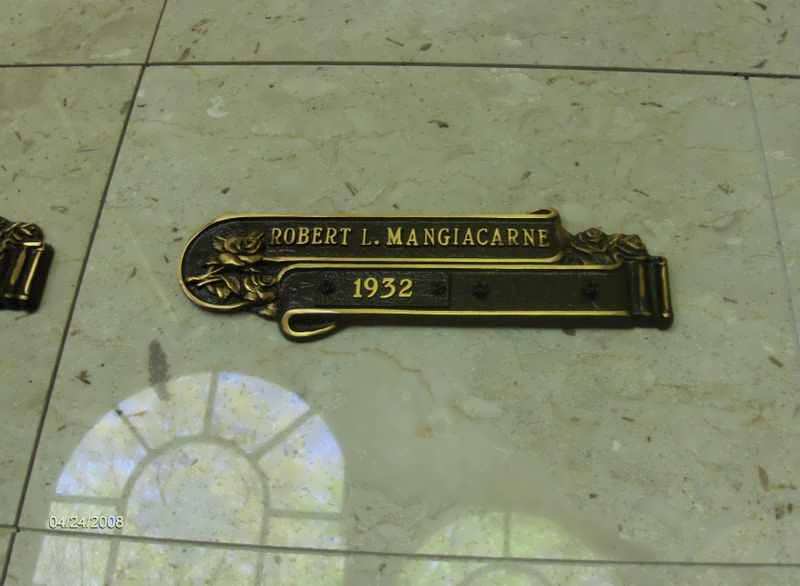 ROBERT L. MANGIACARNE
1932
04/24/2008